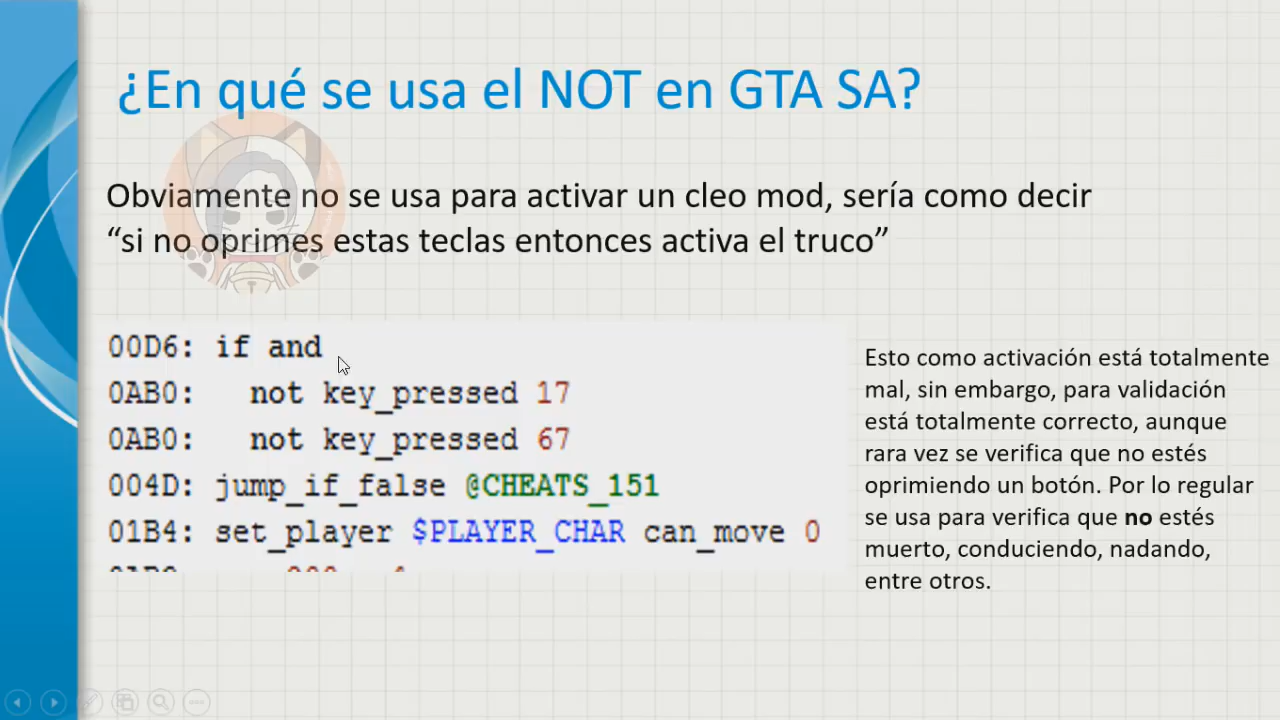 ¿En qué se usa el NOT en GTA SA?
Obviamente no se usa para activar un cleo mod, sería como decir
“si no oprimes estas teclas entonces activa el truco”
00D6: if and
0AB0: not key_pressed 17
0AB0: not key_pressed 67
004D: jump_if_false @CHEATS_151
01B4: set_player $PLAYER_CHAR can_move 0
Esto como activación está totalmente
mal, sin embargo, para validación
está totalmente correcto, aunque
rara vez se verifica que no estés
oprimiendo un botón. Por lo regular
se usa para verifica que no estés
muerto, conduciendo, nadando,
entre otros.